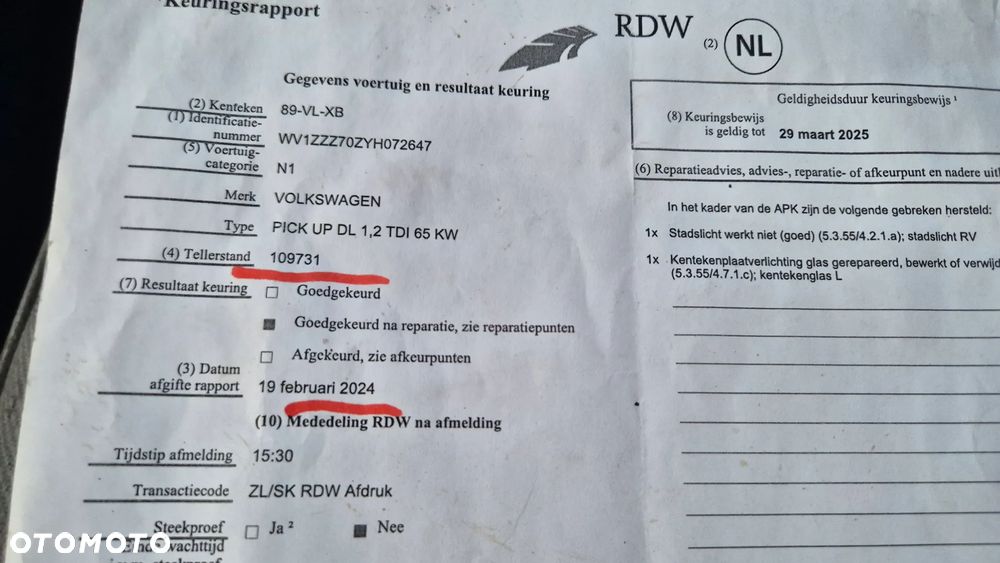 Keuringsrapport
RDW (2) NL
Gegevens voertuig en resultaat keuring
(2) Kenteken 89-VL-XB
(1) Identificatie-
nummer WV1ZZZ70ZYH072647
(5) Voertuig-
categorie N1
Merk VOLKSWAGEN
Type PICK UP DL 1,2 TDI 65 KW
(4) Tellerstand 109731
(7) Resultaat keuring Goedgekeurd
Goedgekeurd na reparatie, zie reparatiepunten
Afgekeurd, zie afkeurpunten
(3) Datum
afgifte rapport 19 februari 2024
(10) Mededeling RDW na afmelding
Tijdstip afmelding 15:30
Transactiecode ZL/SK RDW Afdruk
Steekproef Ja ² Nee
Einde wachttijd
Geldigheidsduur keuringsbewijs ¹
(8) Keuringsbewijs
is geldig tot 29 maart 2025
(6) Reparatieadvies, advies-, reparatie- of afkeurpunt en nadere
In het kader van de APK zijn de volgende gebreken hersteld:
1x Stadslicht werkt niet (goed) (5.3.55/4.2.1.a); stadslicht RV
1x Kentekenplaatverlichting glas gerepareerd, bewerkt of
(5.3.55/4.7.1.c); kentekenglas L
OTOMOTO